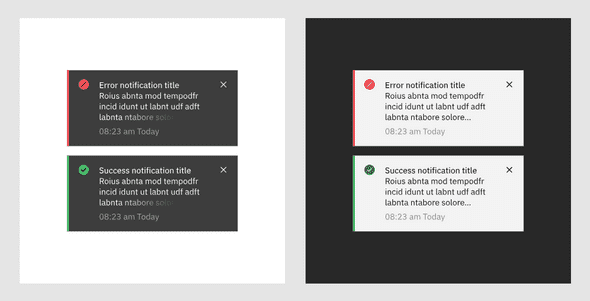 Error notification title
Roius abnta mod tempodfr
incid idunt ut labnt udf adft
labnta ntabore solo
08:23 am Today
Success notification title
Roius abnta mod tempodfr
incid idunt ut labnt udf adft
labnta ntabore solo
08:23 am Today
Error notification title
Roius abnta mod tempodfr
incid idunt ut labnt udf adft
labnta ntabore solore...
08:23 am Today
Success notification title
Roius abnta mod tempodfr
incid idunt ut labnt udf adft
labnta ntabore solore...
08:23 am Today